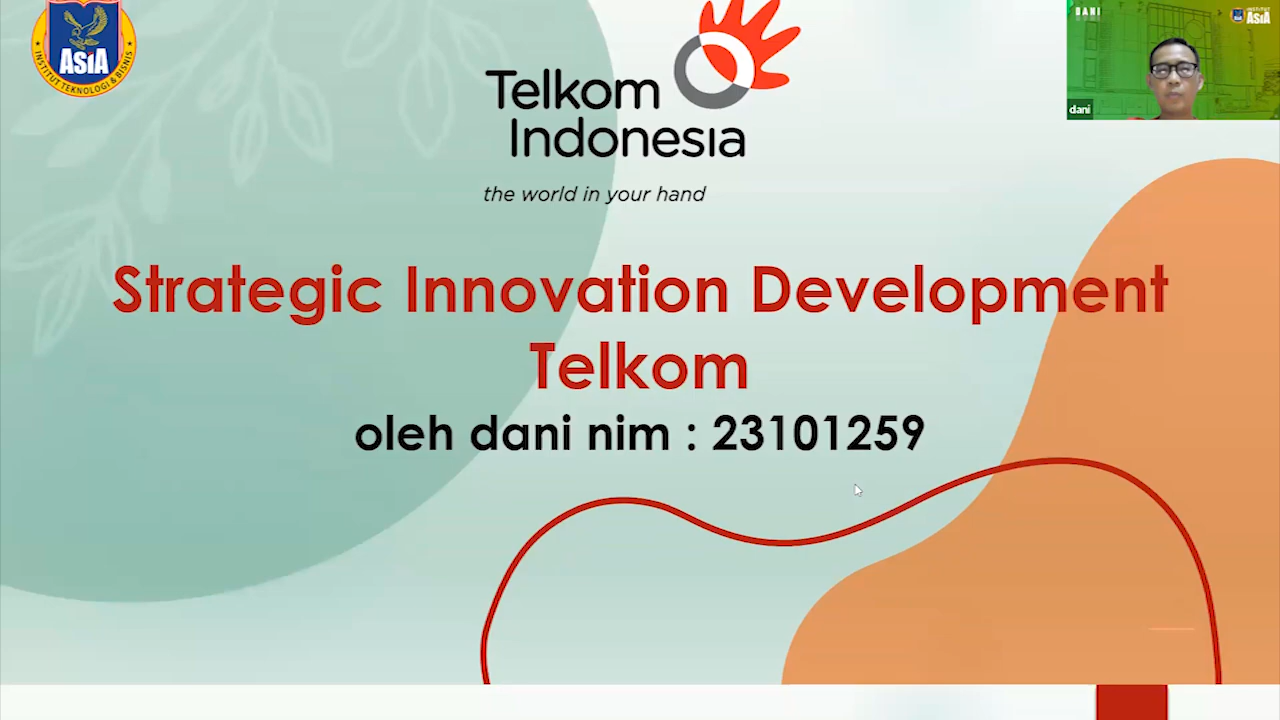 ASIA
INSTITUT TEKNOLOGI & BISNIS
Telkom
Indonesia
the world in your hand
DANI
INSTITUT
ASIA
dani
Strategic Innovation Development
Telkom
oleh dani nim : 23101259